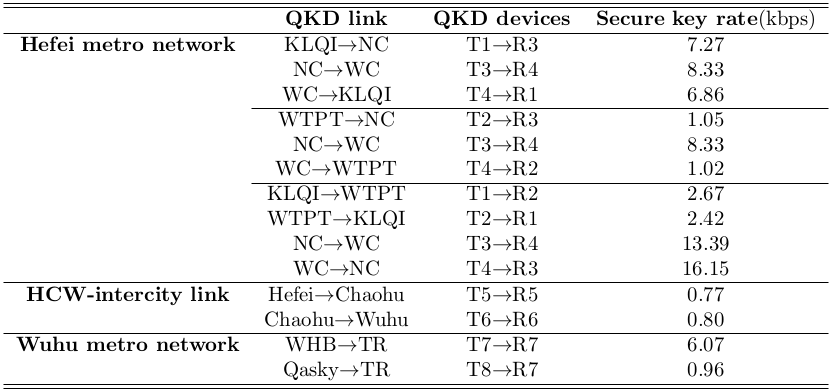 QKD link QKD devices Secure key rate(kbps)
Hefei metro network KLQI→NC T1→R3 7.27
NC→WC T3→R4 8.33
WC→KLQI T4→R1 6.86
WTPT→NC T2→R3 1.05
NC→WC T3→R4 8.33
WC→WTPT T4→R2 1.02
KLQI→WTPT T1→R2 2.67
WTPT→KLQI T2→R1 2.42
NC→WC T3→R4 13.39
WC→NC T4→R3 16.15
HCW-intercity link Hefei→Chaohu T5→R5 0.77
Chaohu→Wuhu T6→R6 0.80
Wuhu metro network WHB→TR T7→R7 6.07
Qasky→TR T8→R7 0.96